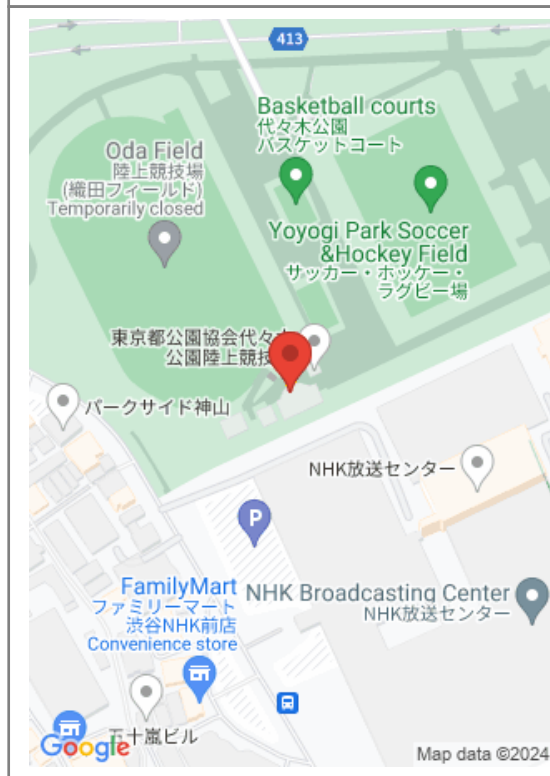 413
Basketball courts
代々木公園
バスケットコート
Oda Field
陸上競技場
(織田フィールド)
Temporarily closed
Yoyogi Park Soccer
&Hockey Field
サッカー・ホッケー・
ラグビー場
東京都公園協会代々木
公園陸上競技
パークサイド神山
NHK放送センター
P
FamilyMart
ファミリーマート
渋谷NHK前店
Convenience store
NHK Broadcasting Center
NHK放送センター
五十嵐ビル
Google
Map data ©2024